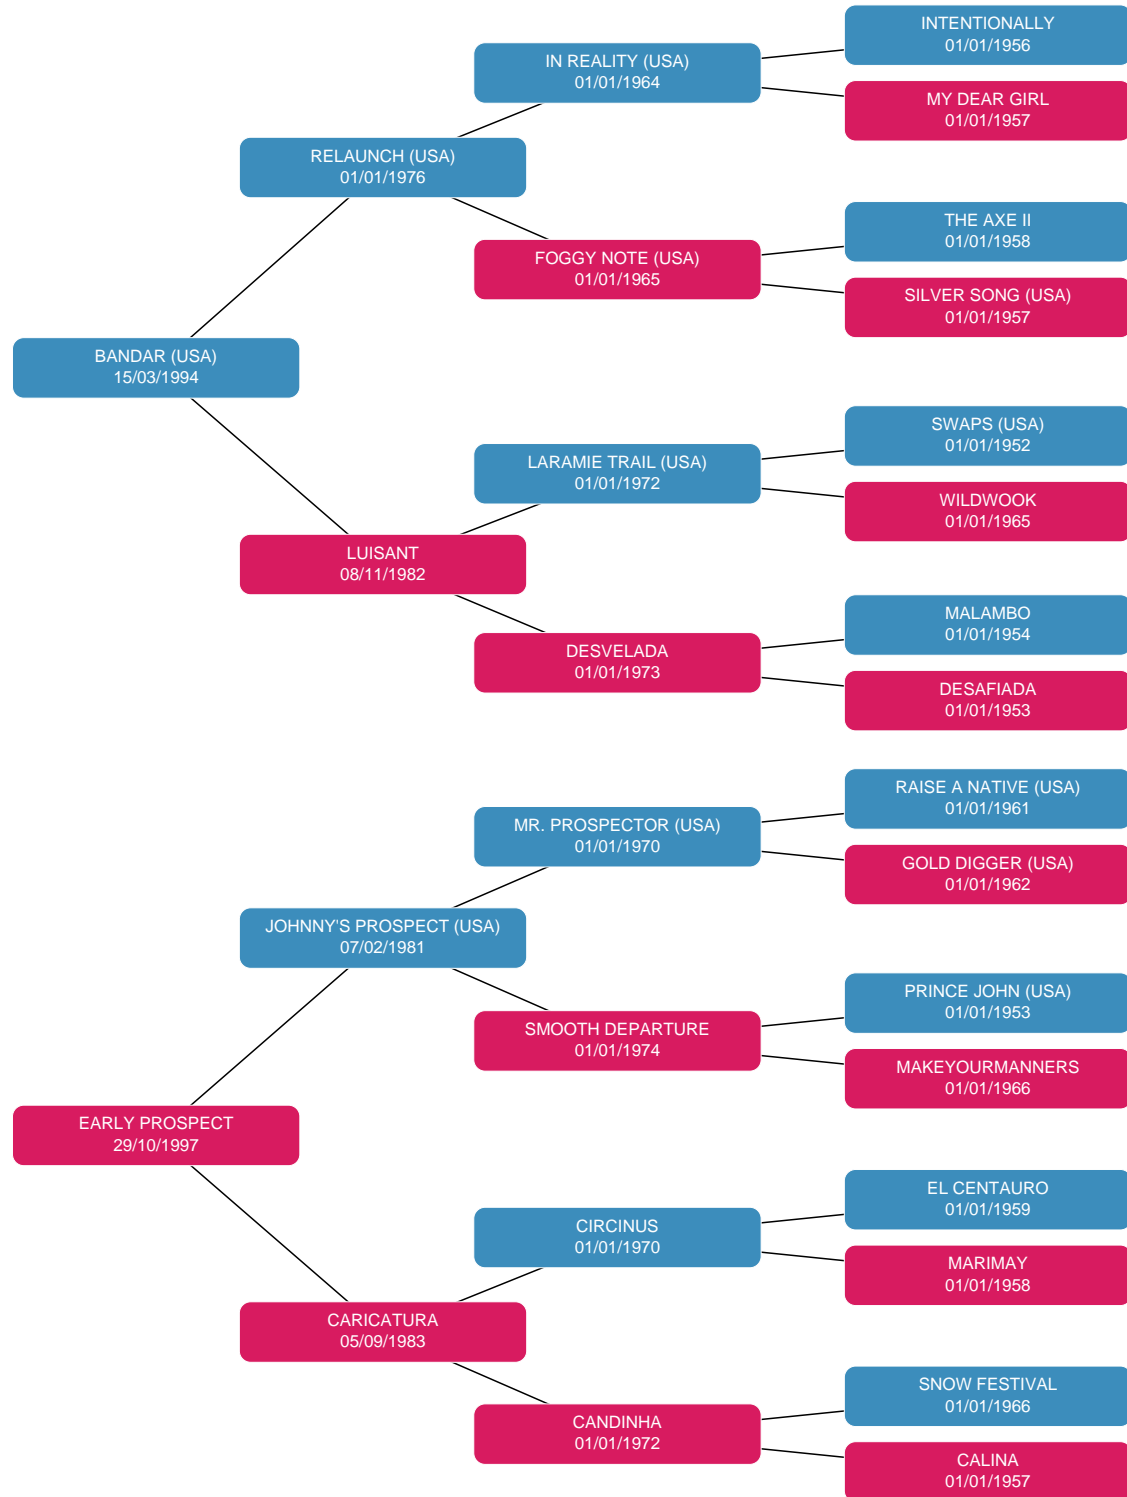 INTENTIONALLY
01/01/1956
IN REALITY (USA)
01/01/1964
MY DEAR GIRL
01/01/1957
RELAUNCH (USA)
01/01/1976
THE AXE II
01/01/1958
FOGGY NOTE (USA)
01/01/1965
SILVER SONG (USA)
01/01/1957
BANDAR (USA)
15/03/1994
SWAPS (USA)
01/01/1952
LARAMIE TRAIL (USA)
01/01/1972
WILDWOOK
01/01/1965
LUISANT
08/11/1982
MALAMBO
01/01/1954
DESVELADA
01/01/1973
DESAFIADA
01/01/1953
RAISE A NATIVE (USA)
01/01/1961
MR. PROSPECTOR (USA)
01/01/1970
GOLD DIGGER (USA)
01/01/1962
JOHNNY'S PROSPECT (USA)
07/02/1981
PRINCE JOHN (USA)
01/01/1953
SMOOTH DEPARTURE
01/01/1974
MAKEYOURMANNERS
01/01/1966
EARLY PROSPECT
29/10/1997
EL CENTAURO
01/01/1959
CIRCINUS
01/01/1970
MARIMAY
01/01/1958
CARICATURA
05/09/1983
SNOW FESTIVAL
01/01/1966
CANDINHA
01/01/1972
CALINA
01/01/1957